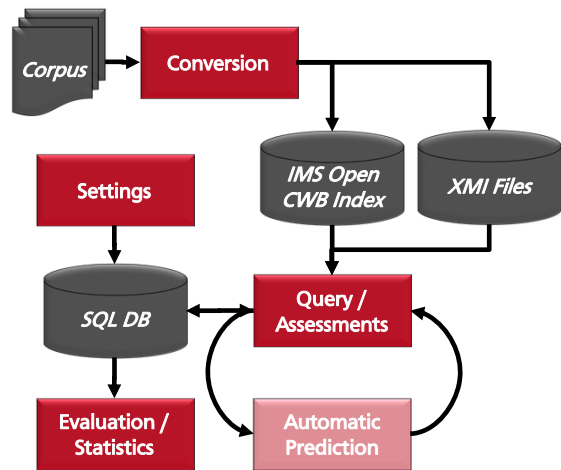 Corpus
Conversion
IMS Open
CWB Index
XMI Files
Settings
SQL DB
Query /
Assessments
Evaluation /
Statistics
Automatic
Prediction